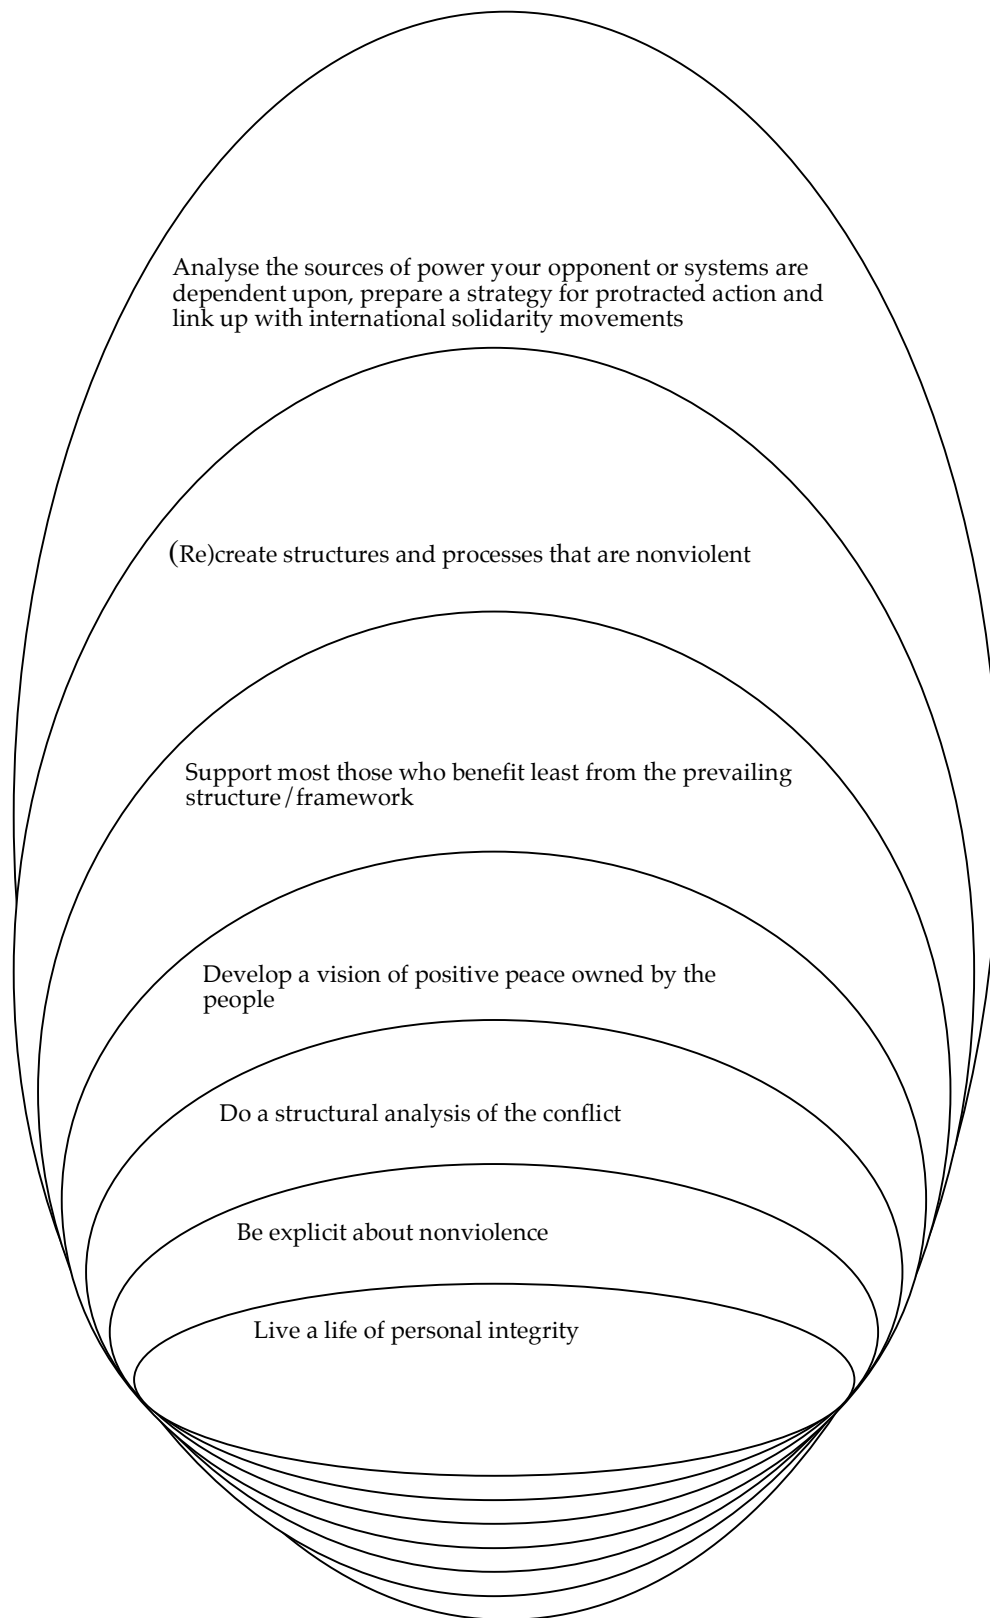 Analyse the sources of power your opponent or systems are
dependent upon, prepare a strategy for protracted action and
link up with international solidarity movements
(Re)create structures and processes that are nonviolent
Support most those who benefit least from the prevailing
structure/framework
Develop a vision of positive peace owned by the
people
Do a structural analysis of the conflict
Be explicit about nonviolence
Live a life of personal integrity